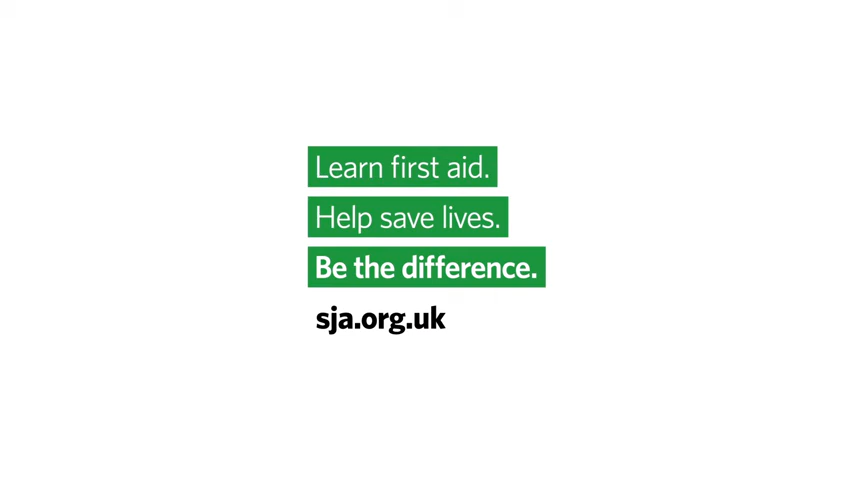 Learn first aid.
Help save lives.
Be the difference.
sja.org.uk